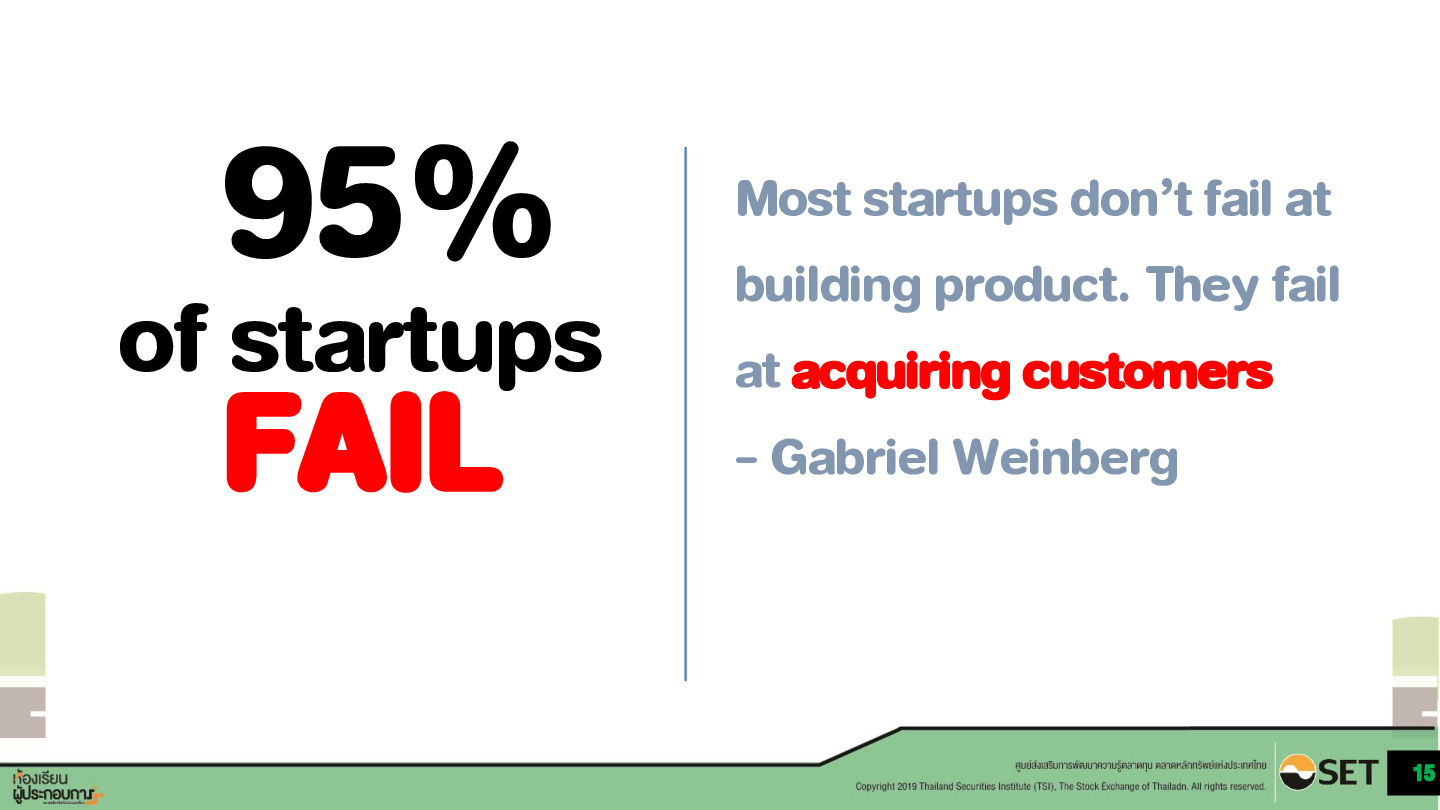 95%
of startups
FAIL
Most startups don’t fail at
building product. They fail
at acquiring customers
– Gabriel Weinberg
ห้องเรียน
ผู้ประกอบการ
ศูนย์ส่งเสริมการพัฒนาความรู้ตลาดทุน ตลาดหลักทรัพย์แห่งประเทศไทย
Copyright 2019 Thailand Securities Institute (TSI), The Stock Exchange of Thailadn. All rights reserved.
SET
15